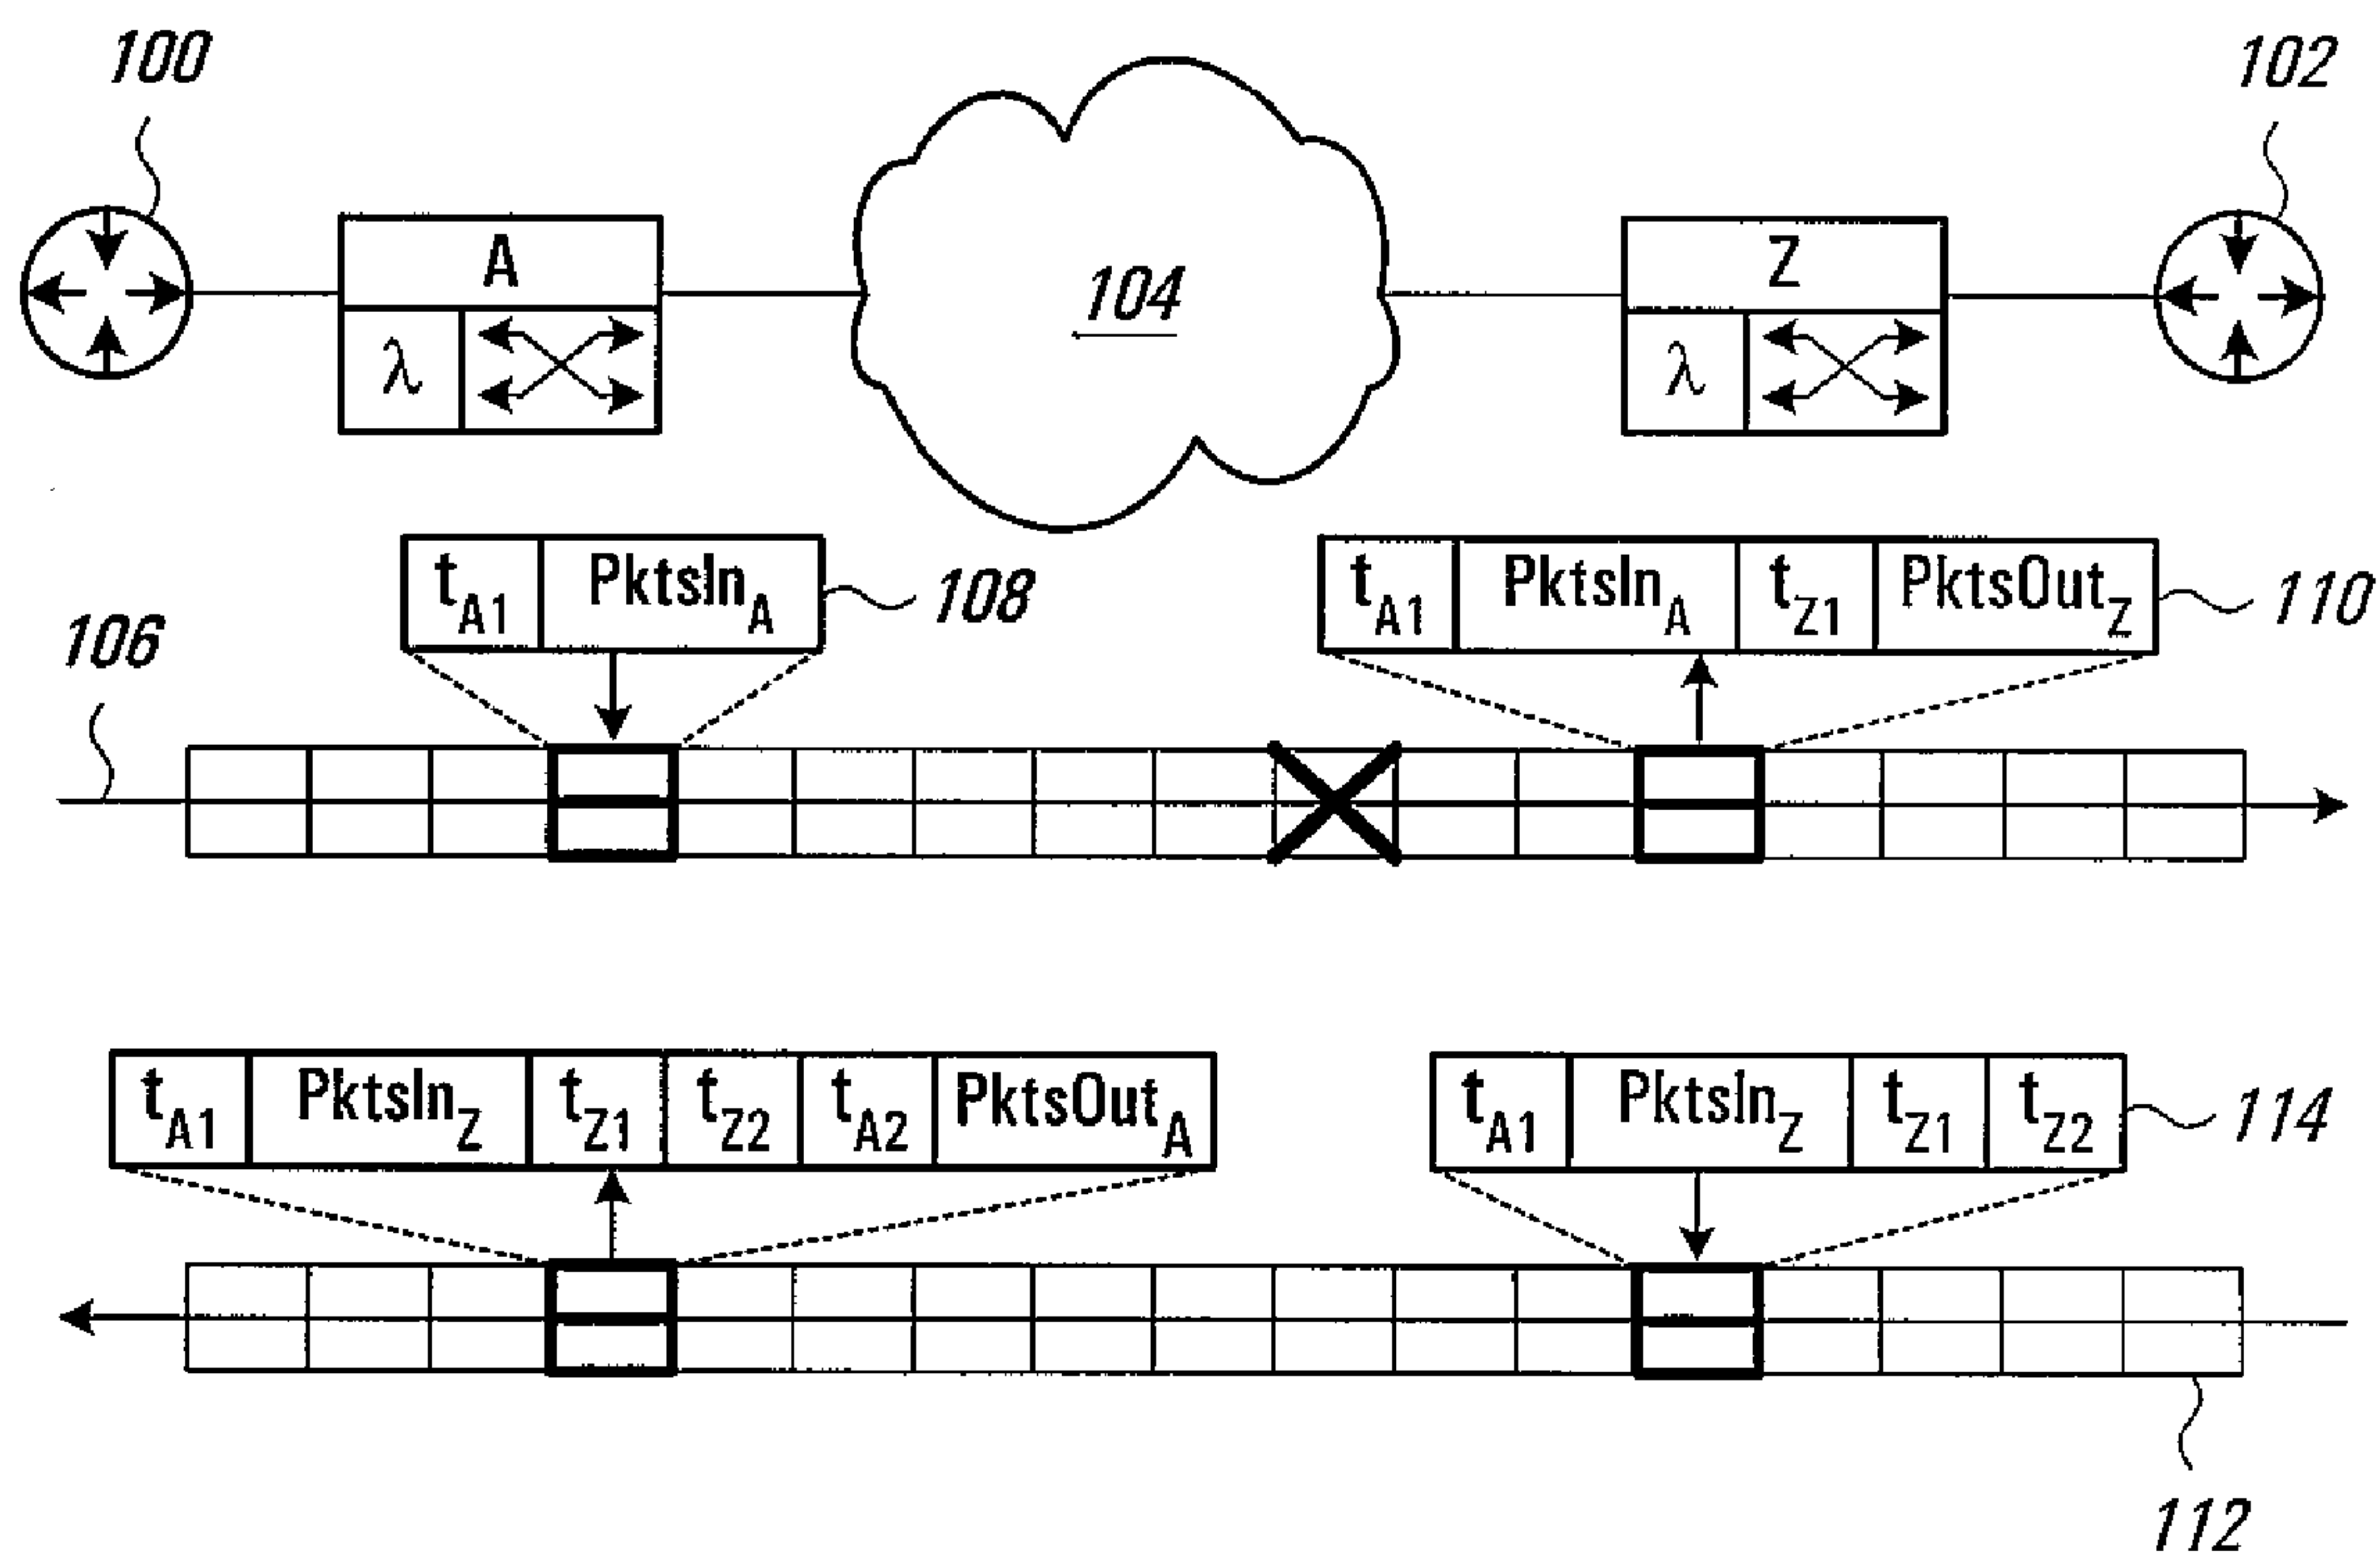 100
102
A
λ
104
Z
λ
tA1 PktsInA
108
tA1 PktsInA tZ1 PktsOutZ
110
106
tA1 PktsInZ tZ1 tZ2 tA2 PktsOutA
tA1 PktsInZ tZ1 tZ2
114
112